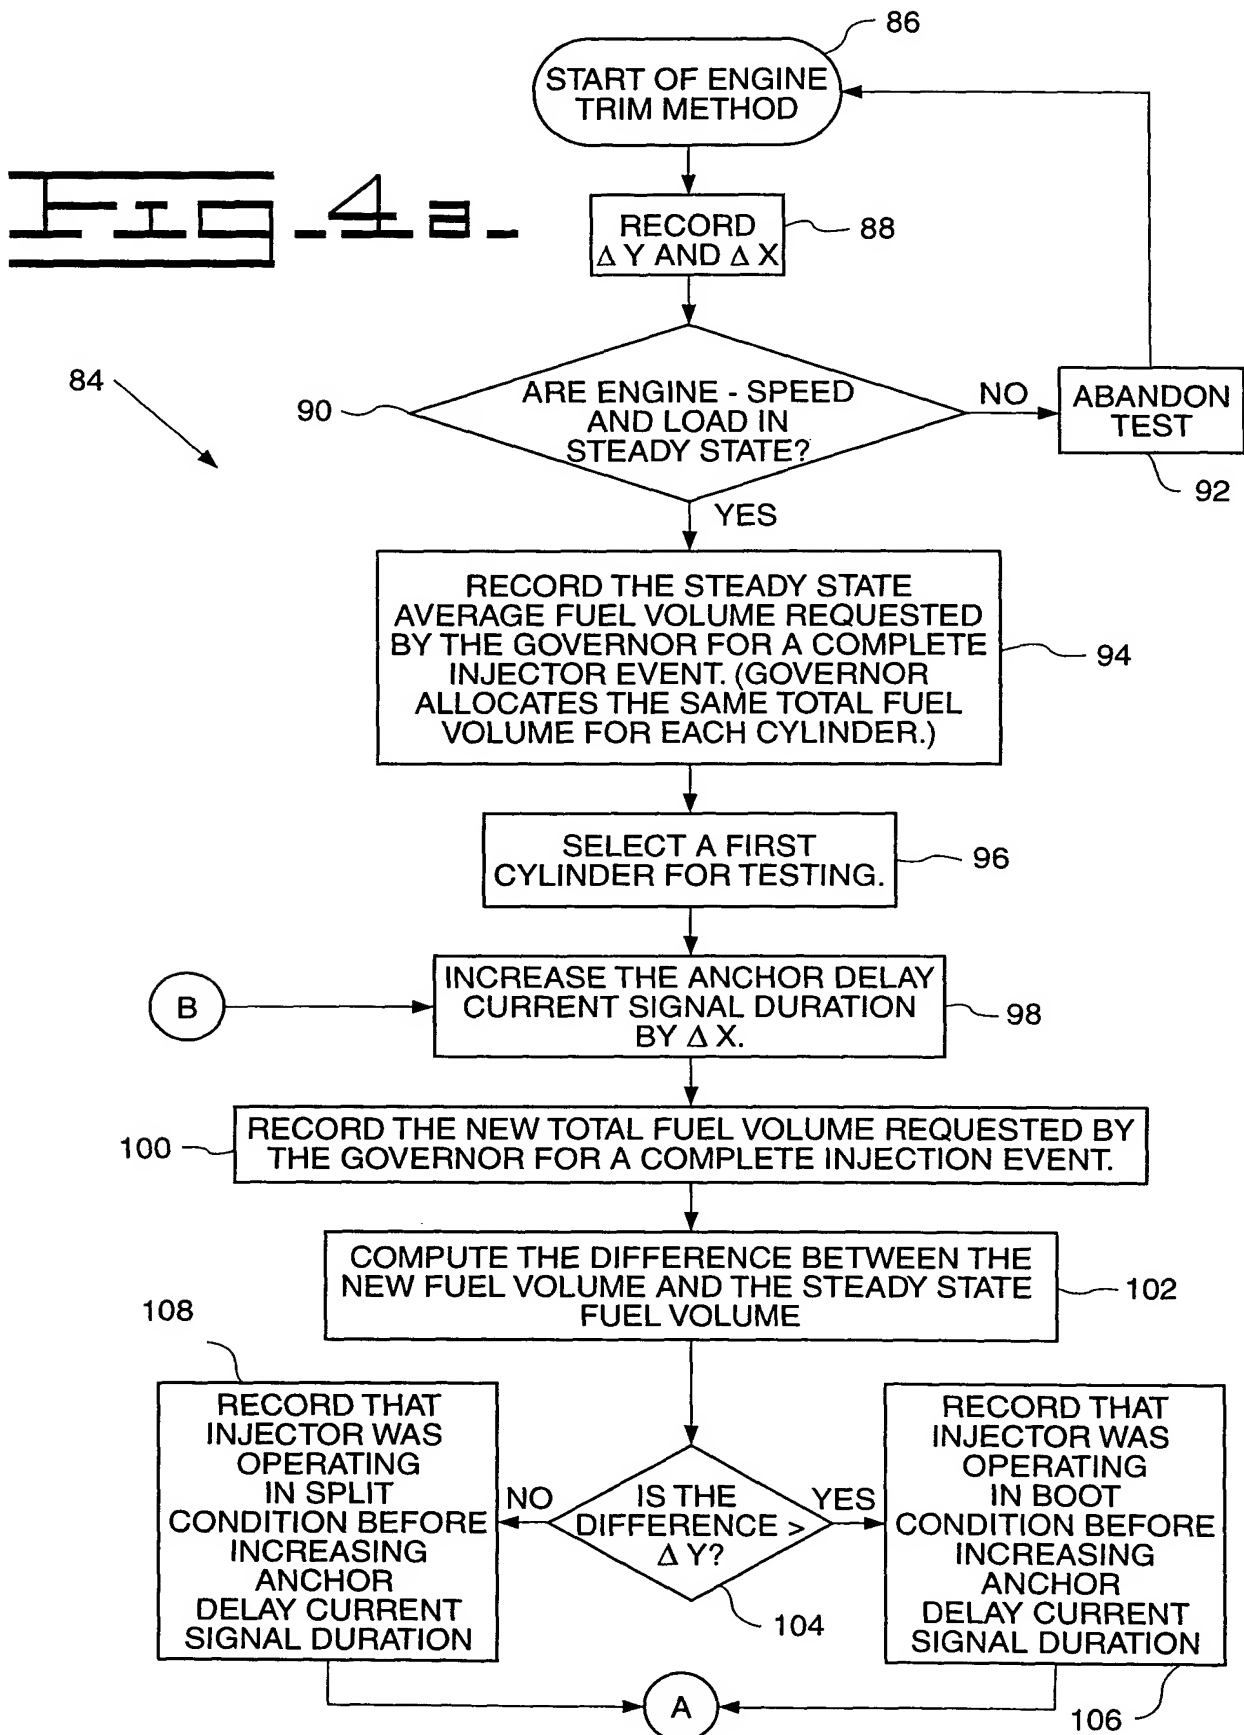 86
START OF ENGINE
TRIM METHOD
Fig. 4a.
RECORD
Δ Y AND Δ X
88
84
90
ARE ENGINE - SPEED
AND LOAD IN
STEADY STATE?
NO
ABANDON
TEST
92
YES
RECORD THE STEADY STATE
AVERAGE FUEL VOLUME REQUESTED
BY THE GOVERNOR FOR A COMPLETE
INJECTOR EVENT. (GOVERNOR
ALLOCATES THE SAME TOTAL FUEL
VOLUME FOR EACH CYLINDER.)
94
SELECT A FIRST
CYLINDER FOR TESTING.
96
B
INCREASE THE ANCHOR DELAY
CURRENT SIGNAL DURATION
BY Δ X.
98
100
RECORD THE NEW TOTAL FUEL VOLUME REQUESTED BY
THE GOVERNOR FOR A COMPLETE INJECTION EVENT.
COMPUTE THE DIFFERENCE BETWEEN THE
NEW FUEL VOLUME AND THE STEADY STATE
FUEL VOLUME
102
108
RECORD THAT
INJECTOR WAS
OPERATING
IN SPLIT
CONDITION BEFORE
INCREASING
ANCHOR
DELAY CURRENT
SIGNAL DURATION
NO
IS THE
DIFFERENCE >
Δ Y?
YES
104
RECORD THAT
INJECTOR WAS
OPERATING
IN BOOT
CONDITION BEFORE
INCREASING
ANCHOR
DELAY CURRENT
SIGNAL DURATION
106
A